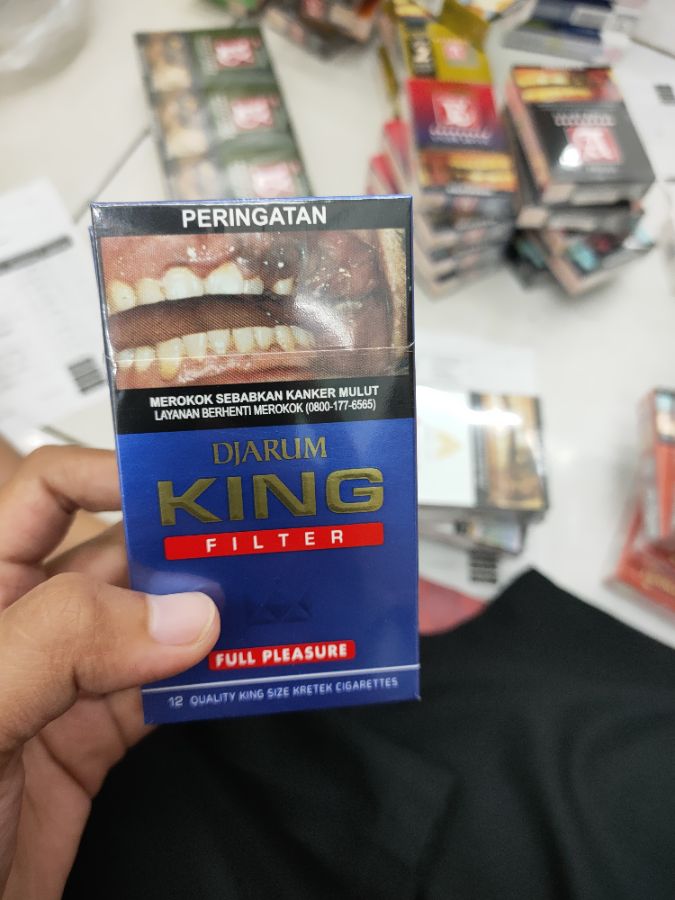 PERINGATAN
MEROKOK SEBABKAN KANKER MULUT
LAYANAN BERHENTI MEROKOK (0800-177-6565)
DJARUM
KING
FILTER
FULL PLEASURE
12 QUALITY KING SIZE KRETEK CIGARETTES